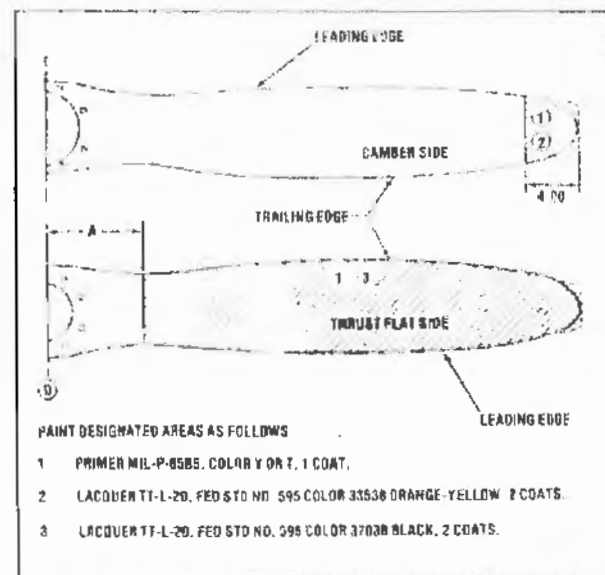 LEADING EDGE
(1)
(2)
CAMBER SIDE
4.00
TRAILING EDGE
A
1 3
THRUST FLAT SIDE
LEADING EDGE
PAINT DESIGNATED AREAS AS FOLLOWS
1 PRIMER MIL-P-8585, COLOR Y OR T, 1 COAT,
2 LACQUER TT-L-20, FED STD NO. 595 COLOR 33538 ORANGE-YELLOW 2 COATS.
3 LACQUER TT-L-20, FED STD NO. 595 COLOR 37038 BLACK, 2 COATS.